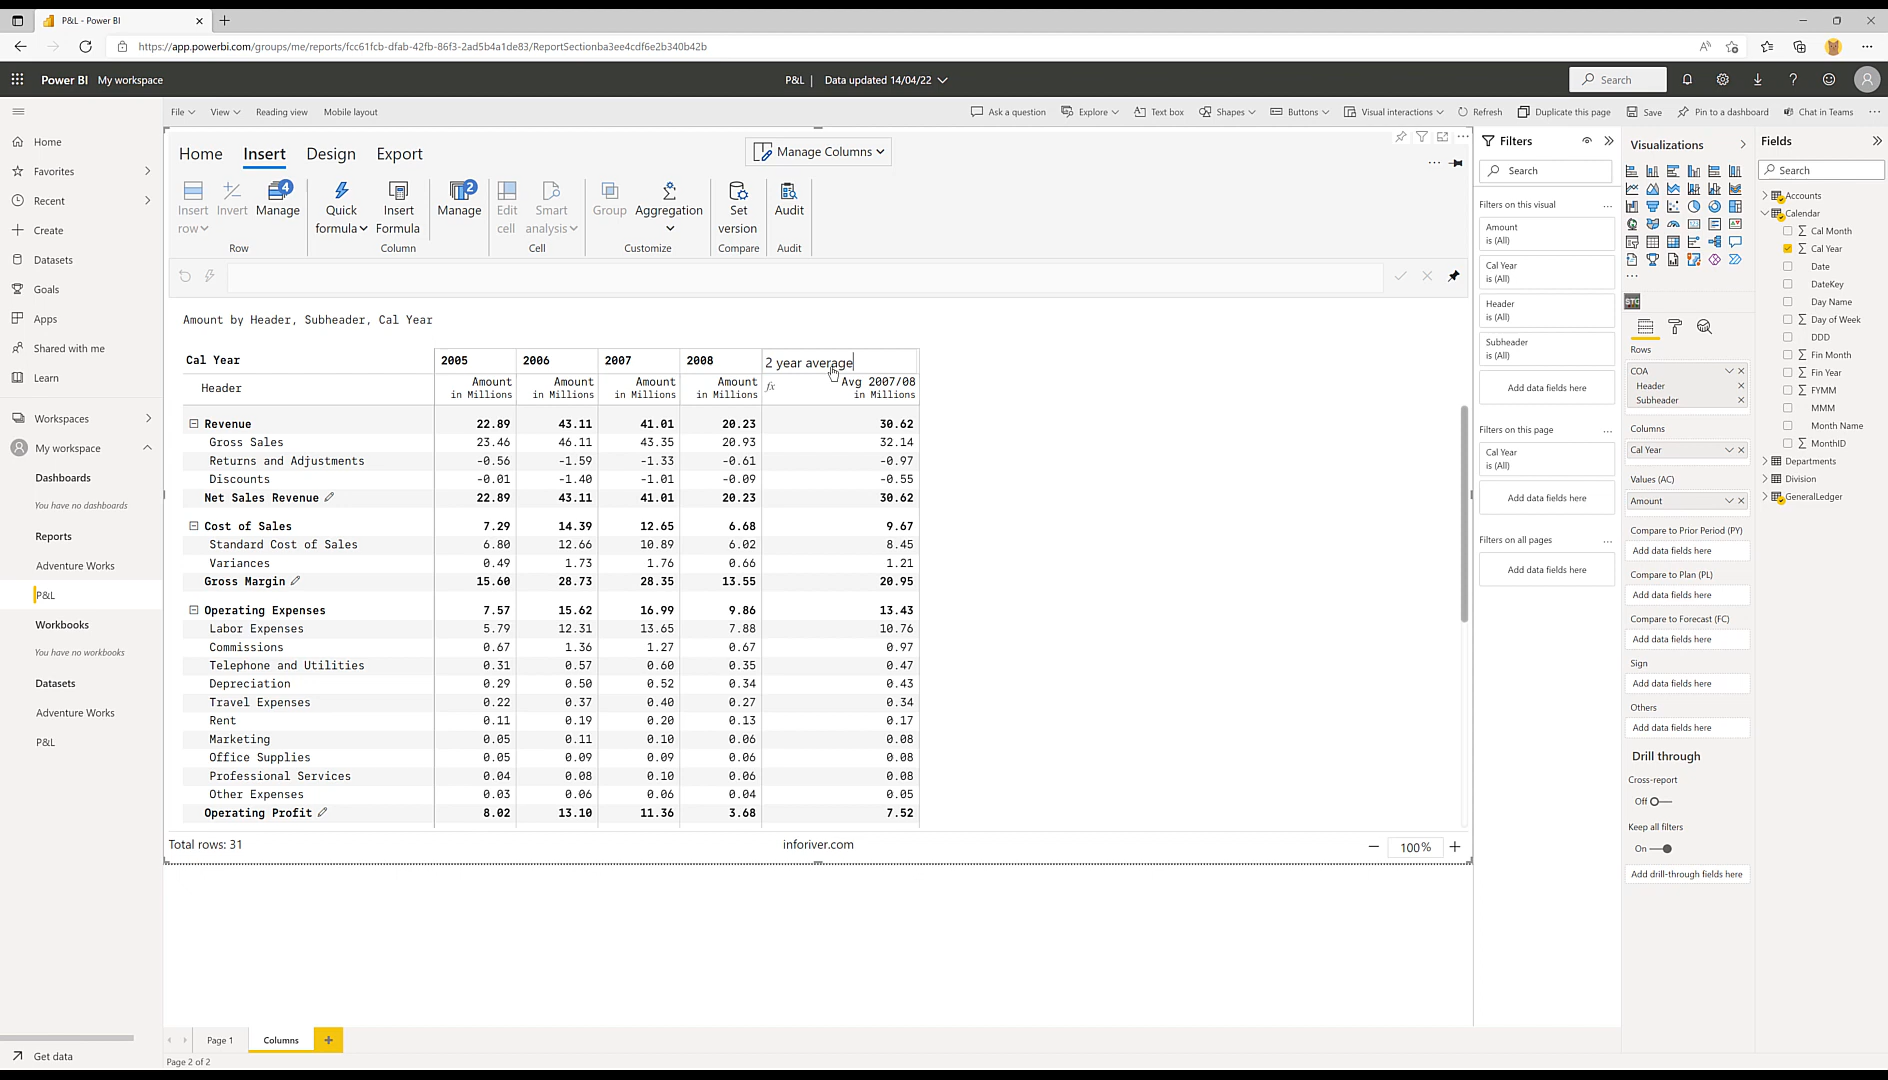 P&L - Power BI
https://app.powerbi.com/groups/me/reports/fcc61fcb-dfab-42fb-86f3-2ad5b4a1de83/ReportSectionba3ee4cdf6e2b340b42b
Power BI My workspace
P&L | Data updated 14/04/22
Search
File View Reading view Mobile layout
Ask a question Explore Text box Shapes Buttons Visual interactions Refresh Duplicate this page Save Pin to a dashboard Chat in Teams
Home
Favorites
Recent
Create
Datasets
Goals
Apps
Shared with me
Learn
Workspaces
My workspace
Dashboards
You have no dashboards
Reports
Adventure Works
P&L
Workbooks
You have no workbooks
Datasets
Adventure Works
P&L
Get data
Home Insert Design Export
Manage Columns
Insert row
Invert
4
Manage
Row
Quick formula
Insert Formula
Column
2
Manage
Edit cell
Smart analysis
Cell
Group
Aggregation
Customize
Set version
Compare
Audit
Audit
Amount by Header, Subheader, Cal Year
Cal Year 2005 2006 2007 2008 2 year average
Header Amount in Millions Amount in Millions Amount in Millions Amount in Millions fx Avg 2007/08 in Millions
Revenue 22.89 43.11 41.01 20.23 30.62
Gross Sales 23.46 46.11 43.35 20.93 32.14
Returns and Adjustments -0.56 -1.59 -1.33 -0.61 -0.97
Discounts -0.01 -1.40 -1.01 -0.09 -0.55
Net Sales Revenue 22.89 43.11 41.01 20.23 30.62
Cost of Sales 7.29 14.39 12.65 6.68 9.67
Standard Cost of Sales 6.80 12.66 10.89 6.02 8.45
Variances 0.49 1.73 1.76 0.66 1.21
Gross Margin 15.60 28.73 28.35 13.55 20.95
Operating Expenses 7.57 15.62 16.99 9.86 13.43
Labor Expenses 5.79 12.31 13.65 7.88 10.76
Commissions 0.67 1.36 1.27 0.67 0.97
Telephone and Utilities 0.31 0.57 0.60 0.35 0.47
Depreciation 0.29 0.50 0.52 0.34 0.43
Travel Expenses 0.22 0.37 0.40 0.27 0.34
Rent 0.11 0.19 0.20 0.13 0.17
Marketing 0.05 0.11 0.10 0.06 0.08
Office Supplies 0.05 0.09 0.09 0.06 0.08
Professional Services 0.04 0.08 0.10 0.06 0.08
Other Expenses 0.03 0.06 0.06 0.04 0.05
Operating Profit 8.02 13.10 11.36 3.68 7.52
Total rows: 31
inforiver.com
100%
Page 1
Columns
Page 2 of 2
Filters
Search
Filters on this visual
Amount
is (All)
Cal Year
is (All)
Header
is (All)
Subheader
is (All)
Add data fields here
Filters on this page
Cal Year
is (All)
Add data fields here
Filters on all pages
Add data fields here
Visualizations
STG
Rows
COA
Header
Subheader
Columns
Cal Year
Values (AC)
Amount
Compare to Prior Period (PY)
Add data fields here
Compare to Plan (PL)
Add data fields here
Compare to Forecast (FC)
Add data fields here
Sign
Add data fields here
Others
Add data fields here
Drill through
Cross-report
Off
Keep all filters
On
Add drill-through fields here
Fields
Search
Accounts
Calendar
Cal Month
Cal Year
Date
DateKey
Day Name
Day of Week
DDD
Fin Month
Fin Year
FYMM
MMM
Month Name
MonthID
Departments
Division
GeneralLedger